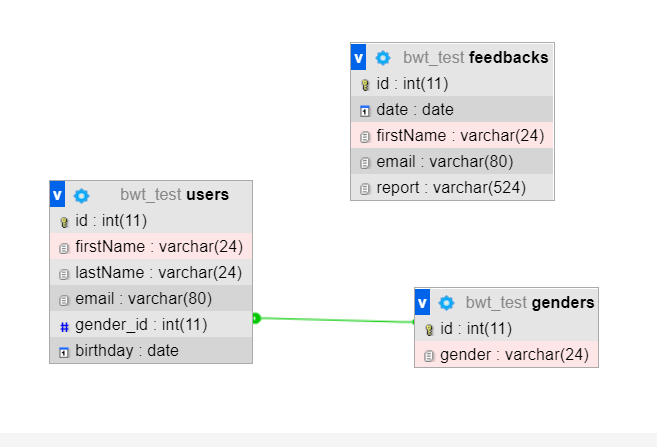 v bwt_test feedbacks
id : int(11)
date : date
firstName : varchar(24)
email : varchar(80)
report : varchar(524)
v bwt_test users
id : int(11)
firstName : varchar(24)
lastName : varchar(24)
email : varchar(80)
# gender_id : int(11)
birthday : date
v bwt_test genders
id : int(11)
gender : varchar(24)